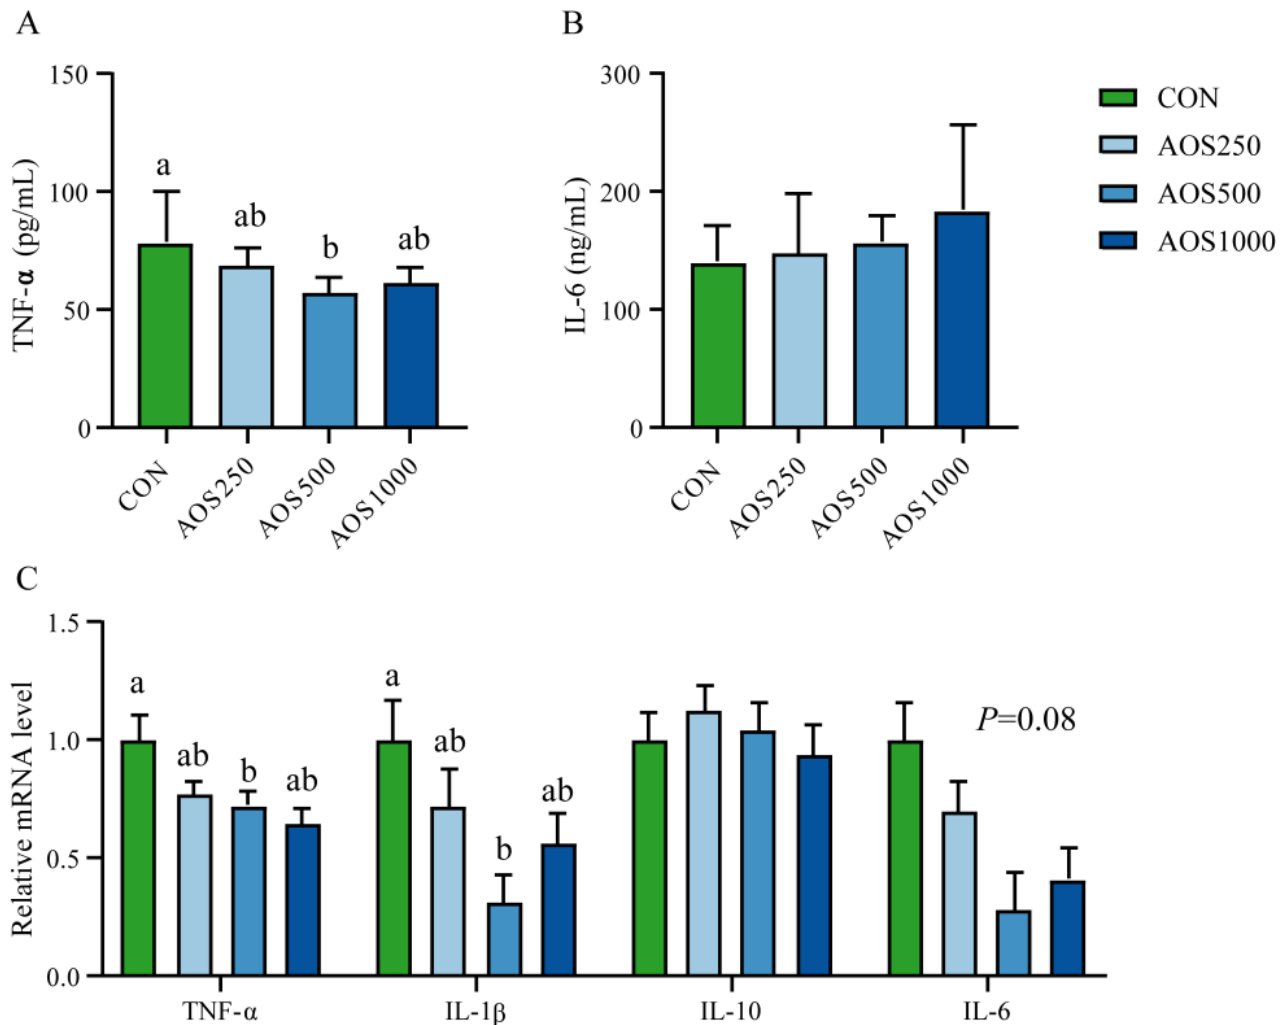 A
TNF-α (pg/mL)
150
100
50
0
a
ab
b
ab
CON
AOS250
AOS500
AOS1000
B
IL-6 (ng/mL)
300
200
100
0
CON
AOS250
AOS500
AOS1000
CON
AOS250
AOS500
AOS1000
C
Relative mRNA level
1.5
1.0
0.5
0.0
a
ab
b
ab
a
ab
b
ab
P=0.08
TNF-α
IL-1β
IL-10
IL-6